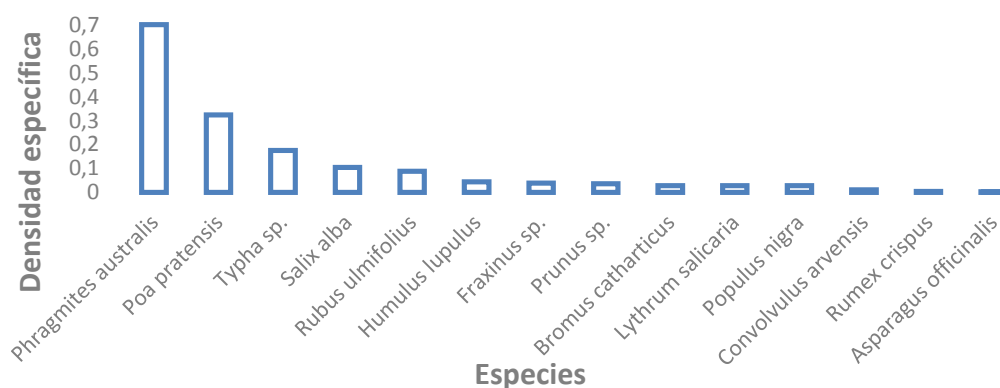 Densidad específica
0,7
0,6
0,5
0,4
0,3
0,2
0,1
0
Phragmites australis
Poa pratensis
Typha sp.
Salix alba
Rubus ulmifolius
Humulus lupulus
Fraxinus sp.
Prunus sp.
Bromus catharticus
Lythrum salicaria
Populus nigra
Convolvulus arvensis
Rumex crispus
Asparagus officinalis
Especies